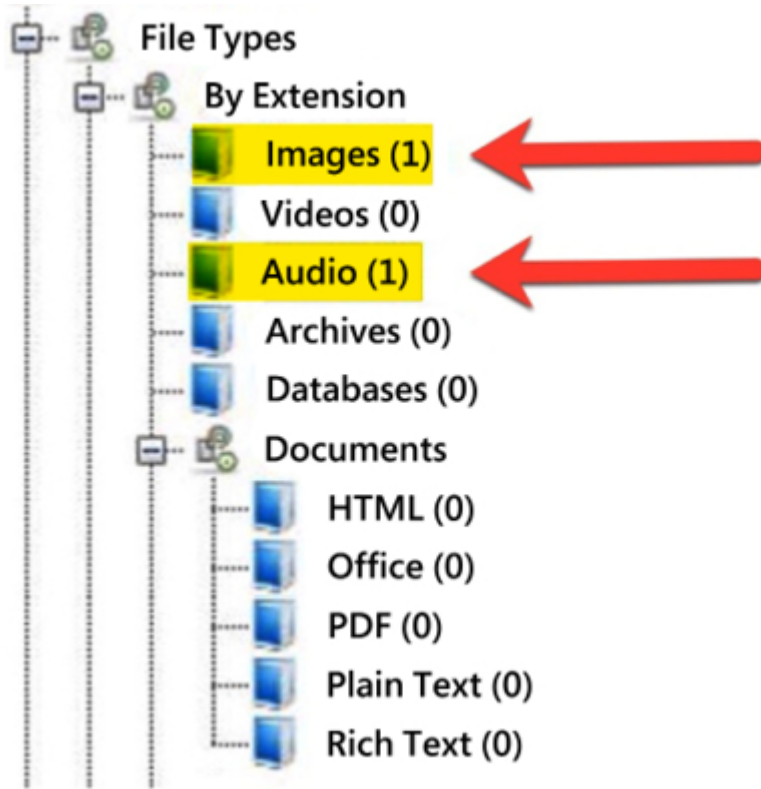 File Types
By Extension
Images (1)
Videos (0)
Audio (1)
Archives (0)
Databases (0)
Documents
HTML (0)
Office (0)
PDF (0)
Plain Text (0)
Rich Text (0)